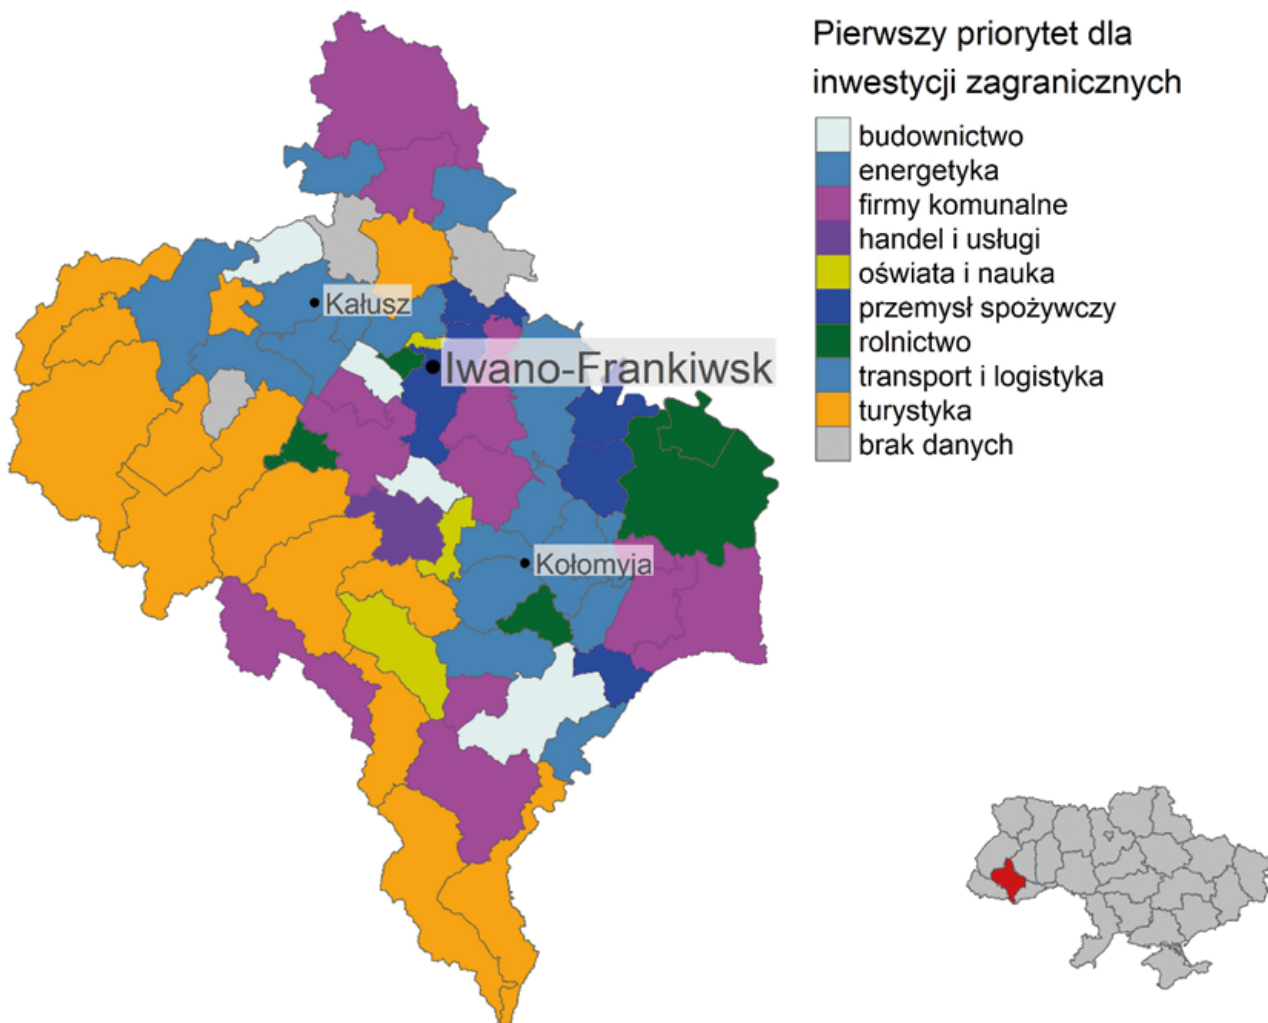 Pierwszy priorytet dla
inwestycji zagranicznych
budownictwo
energetyka
firmy komunalne
handel i usługi
oświata i nauka
przemysł spożywczy
rolnictwo
transport i logistyka
turystyka
brak danych
Kałusz
Iwano-Frankiwsk
Kołomyja